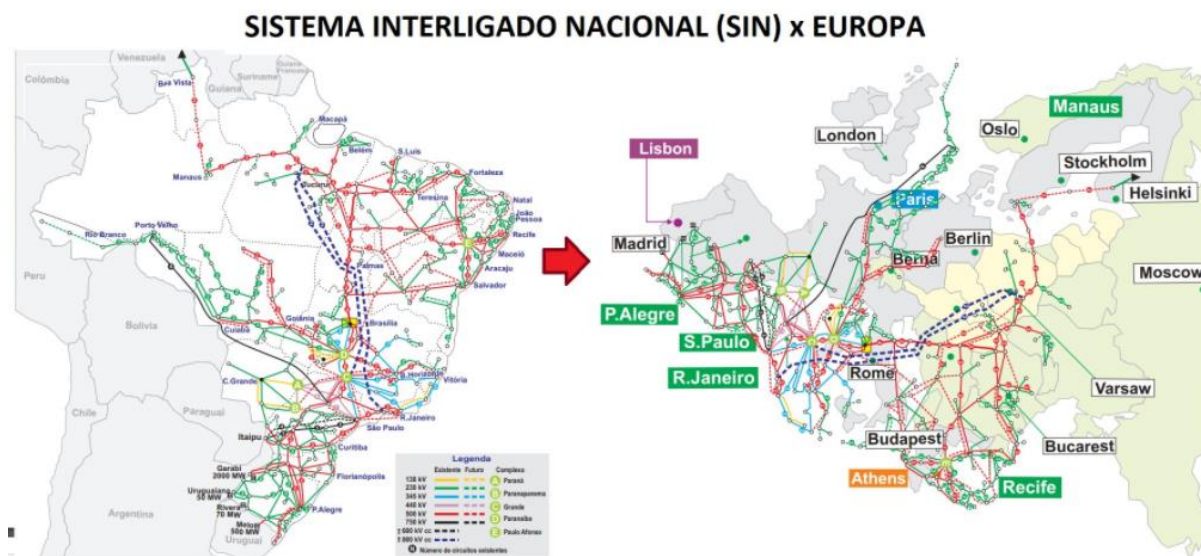 SISTEMA INTERLIGADO NACIONAL (SIN) x EUROPA
Venezuela
Colômbia
Suriname
Guiana
Francesa
Guiana
Boa Vista
Macapá
Belém
S.Luis
Fortaleza
Manaus
Tucuruí
Teresina
Natal
João
Pessoa
Recife
Maceió
Aracaju
Salvador
Porto Velho
Rio Branco
Peru
Palmas
Bolívia
Cuiabá
Goiânia
Brasília
B.Horizonte
Vitória
C.Grande
R.Janeiro
São Paulo
Paraguai
Chile
Itaipu
Curitiba
Garabi
2000 MW
Florianópolis
Uruguaiana
50 MW
Rivera
70 MW
P.Alegre
Melon
500 MW
Argentina
Uruguai
Legenda
Existente Futuro Complexo
138 kV A Paraná
230 kV B Paranapanema
345 kV C Grande
440 kV D Paranaíba
500 kV E Paulo Afonso
750 kV
± 600 kV cc
± 800 kV cc
N Número de circuitos existentes
Manaus
London
Oslo
Lisbon
Stockholm
Helsinki
Paris
Madrid
Berlin
Berna
Moscow
P.Alegre
S.Paulo
R.Janeiro
Rome
Varsaw
Budapest
Bucarest
Athens
Recife